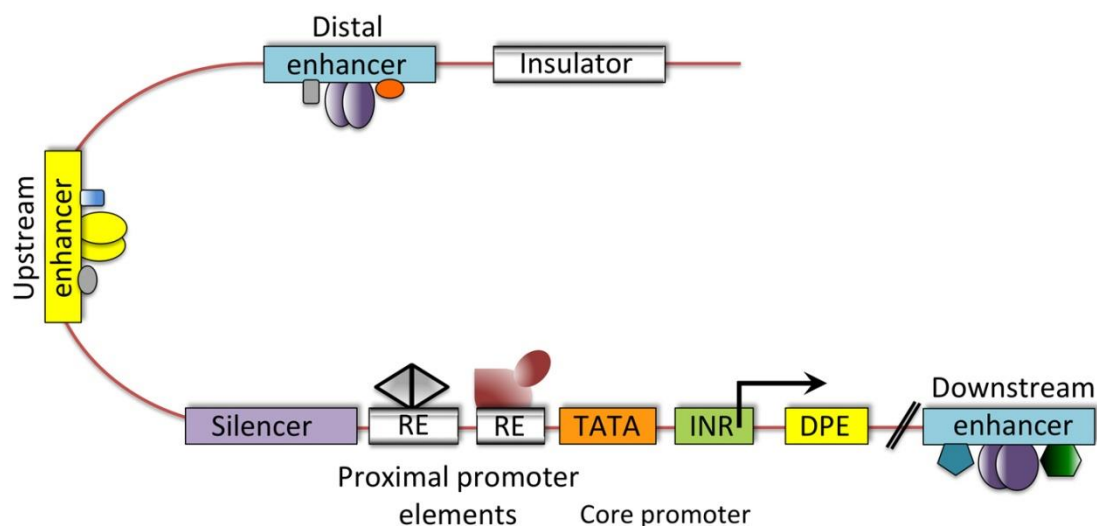 Distal
enhancer
Insulator
Upstream
enhancer
Silencer
RE
RE
TATA
INR
DPE
Downstream
enhancer
Proximal promoter
elements
Core promoter